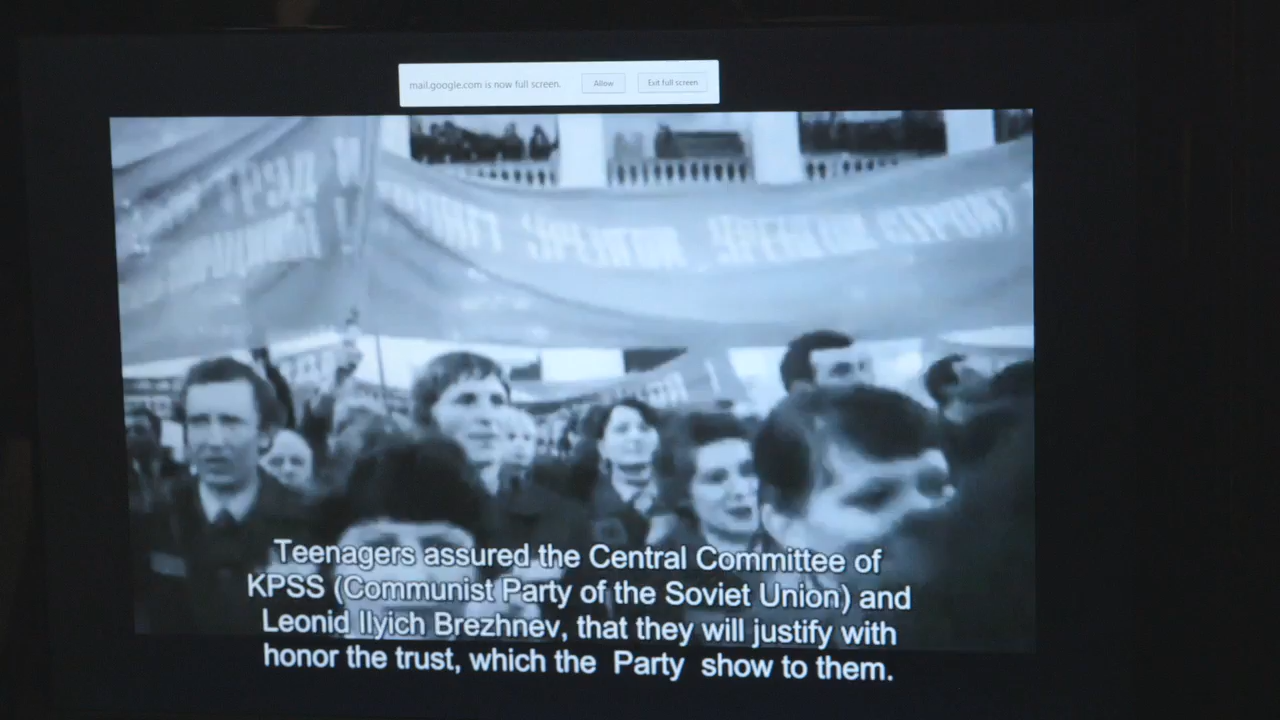 mail.google.com is now full screen.
Allow
Exit full screen
Teenagers assured the Central Committee of
KPSS (Communist Party of the Soviet Union) and
Leonid Ilyich Brezhnev, that they will justify with
honor the trust, which the Party show to them.